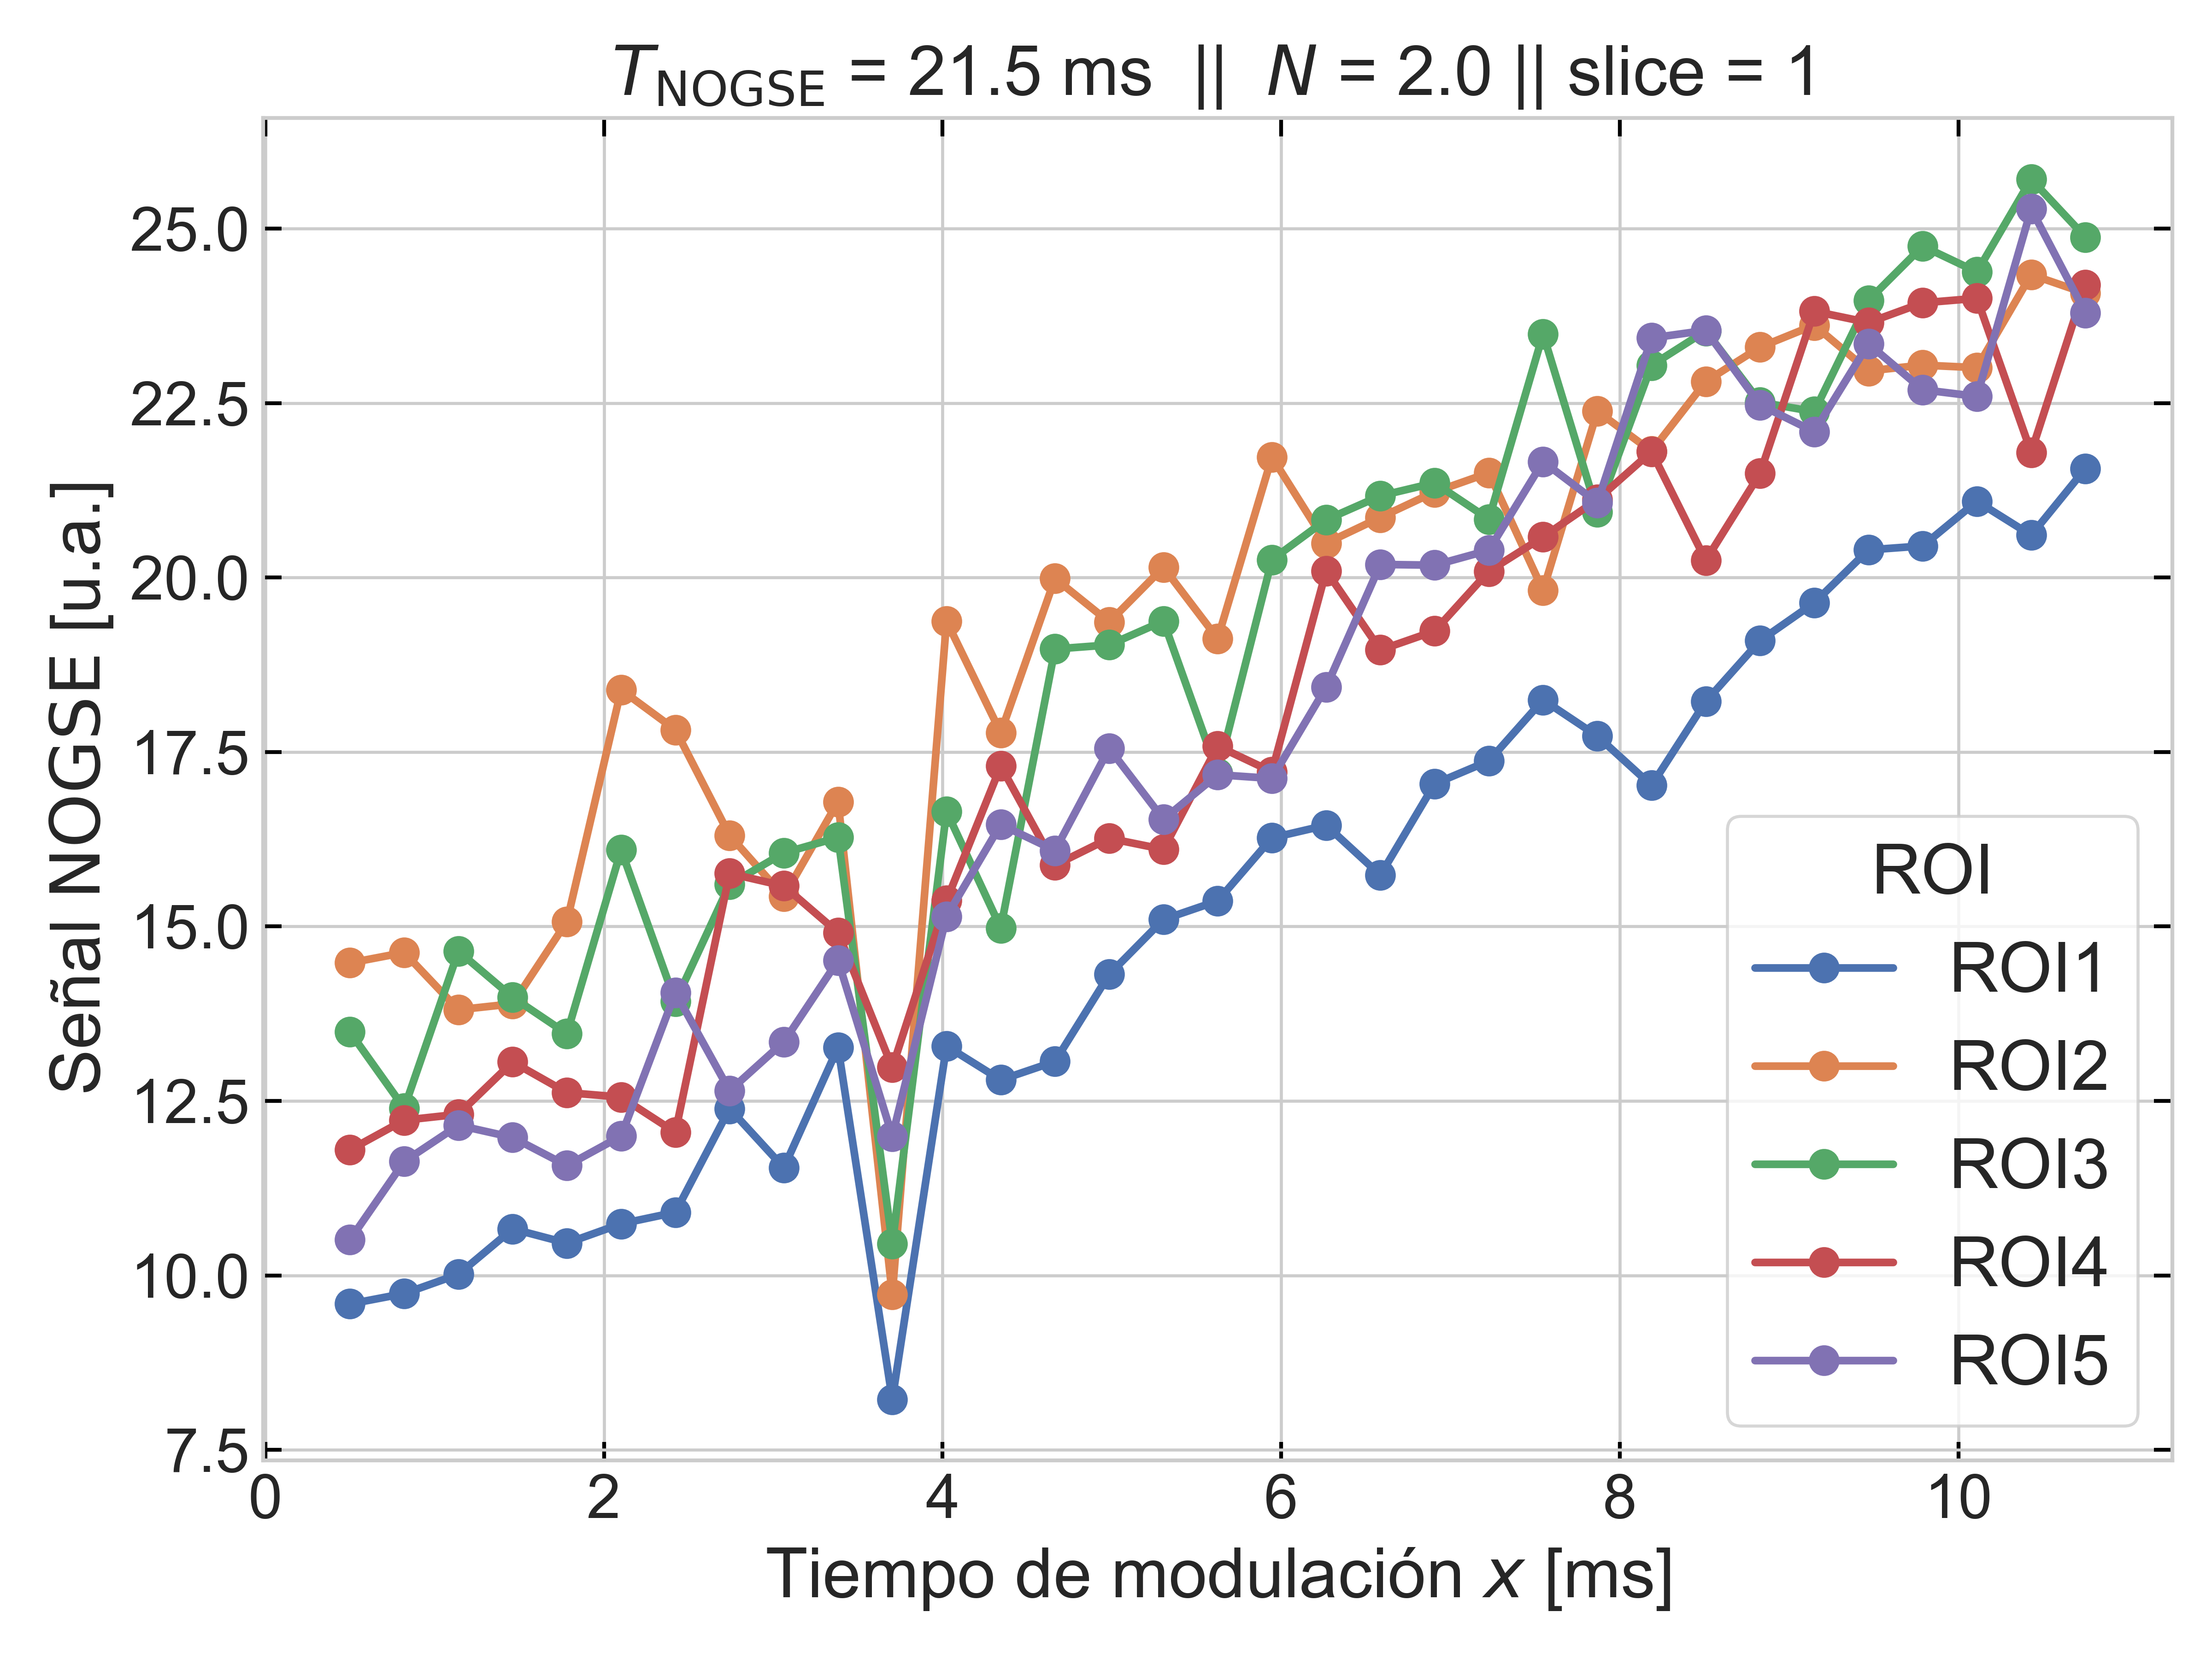 T_NOGSE = 21.5 ms || N = 2.0 || slice = 1
Señal NOGSE [u.a.]
25.0
22.5
20.0
17.5
15.0
12.5
10.0
7.5
0 2 4 6 8 10
Tiempo de modulación x [ms]
ROI
ROI1
ROI2
ROI3
ROI4
ROI5